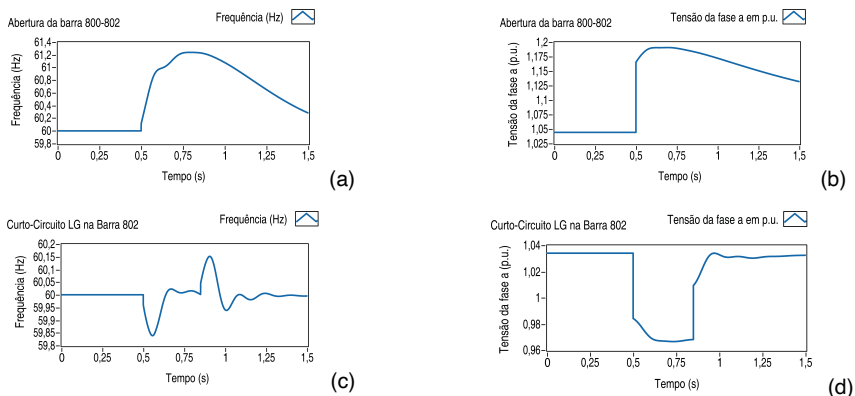 Abertura da barra 800-802
Frequência (Hz)
Frequência (Hz)
61,4
61,2
61
60,8
60,6
60,4
60,2
60
59,8
0 0,25 0,5 0,75 1 1,25 1,5
Tempo (s)
(a)
Abertura da barra 800-802
Tensão da fase a em p.u.
Tensão da fase a (p.u.)
1,2
1,175
1,15
1,125
1,1
1,075
1,05
1,025
0 0,25 0,5 0,75 1 1,25 1,5
Tempo (s)
(b)
Curto-Circuito LG na Barra 802
Frequência (Hz)
Frequência (Hz)
60,2
60,15
60,1
60,05
60
59,95
59,9
59,85
59,8
0 0,25 0,5 0,75 1 1,25 1,5
Tempo (s)
(c)
Curto-Circuito LG na Barra 802
Tensão da fase a em p.u.
Tensão da fase a (p.u.)
1,04
1,02
1
0,98
0,96
0 0,25 0,5 0,75 1 1,25 1,5
Tempo (s)
(d)